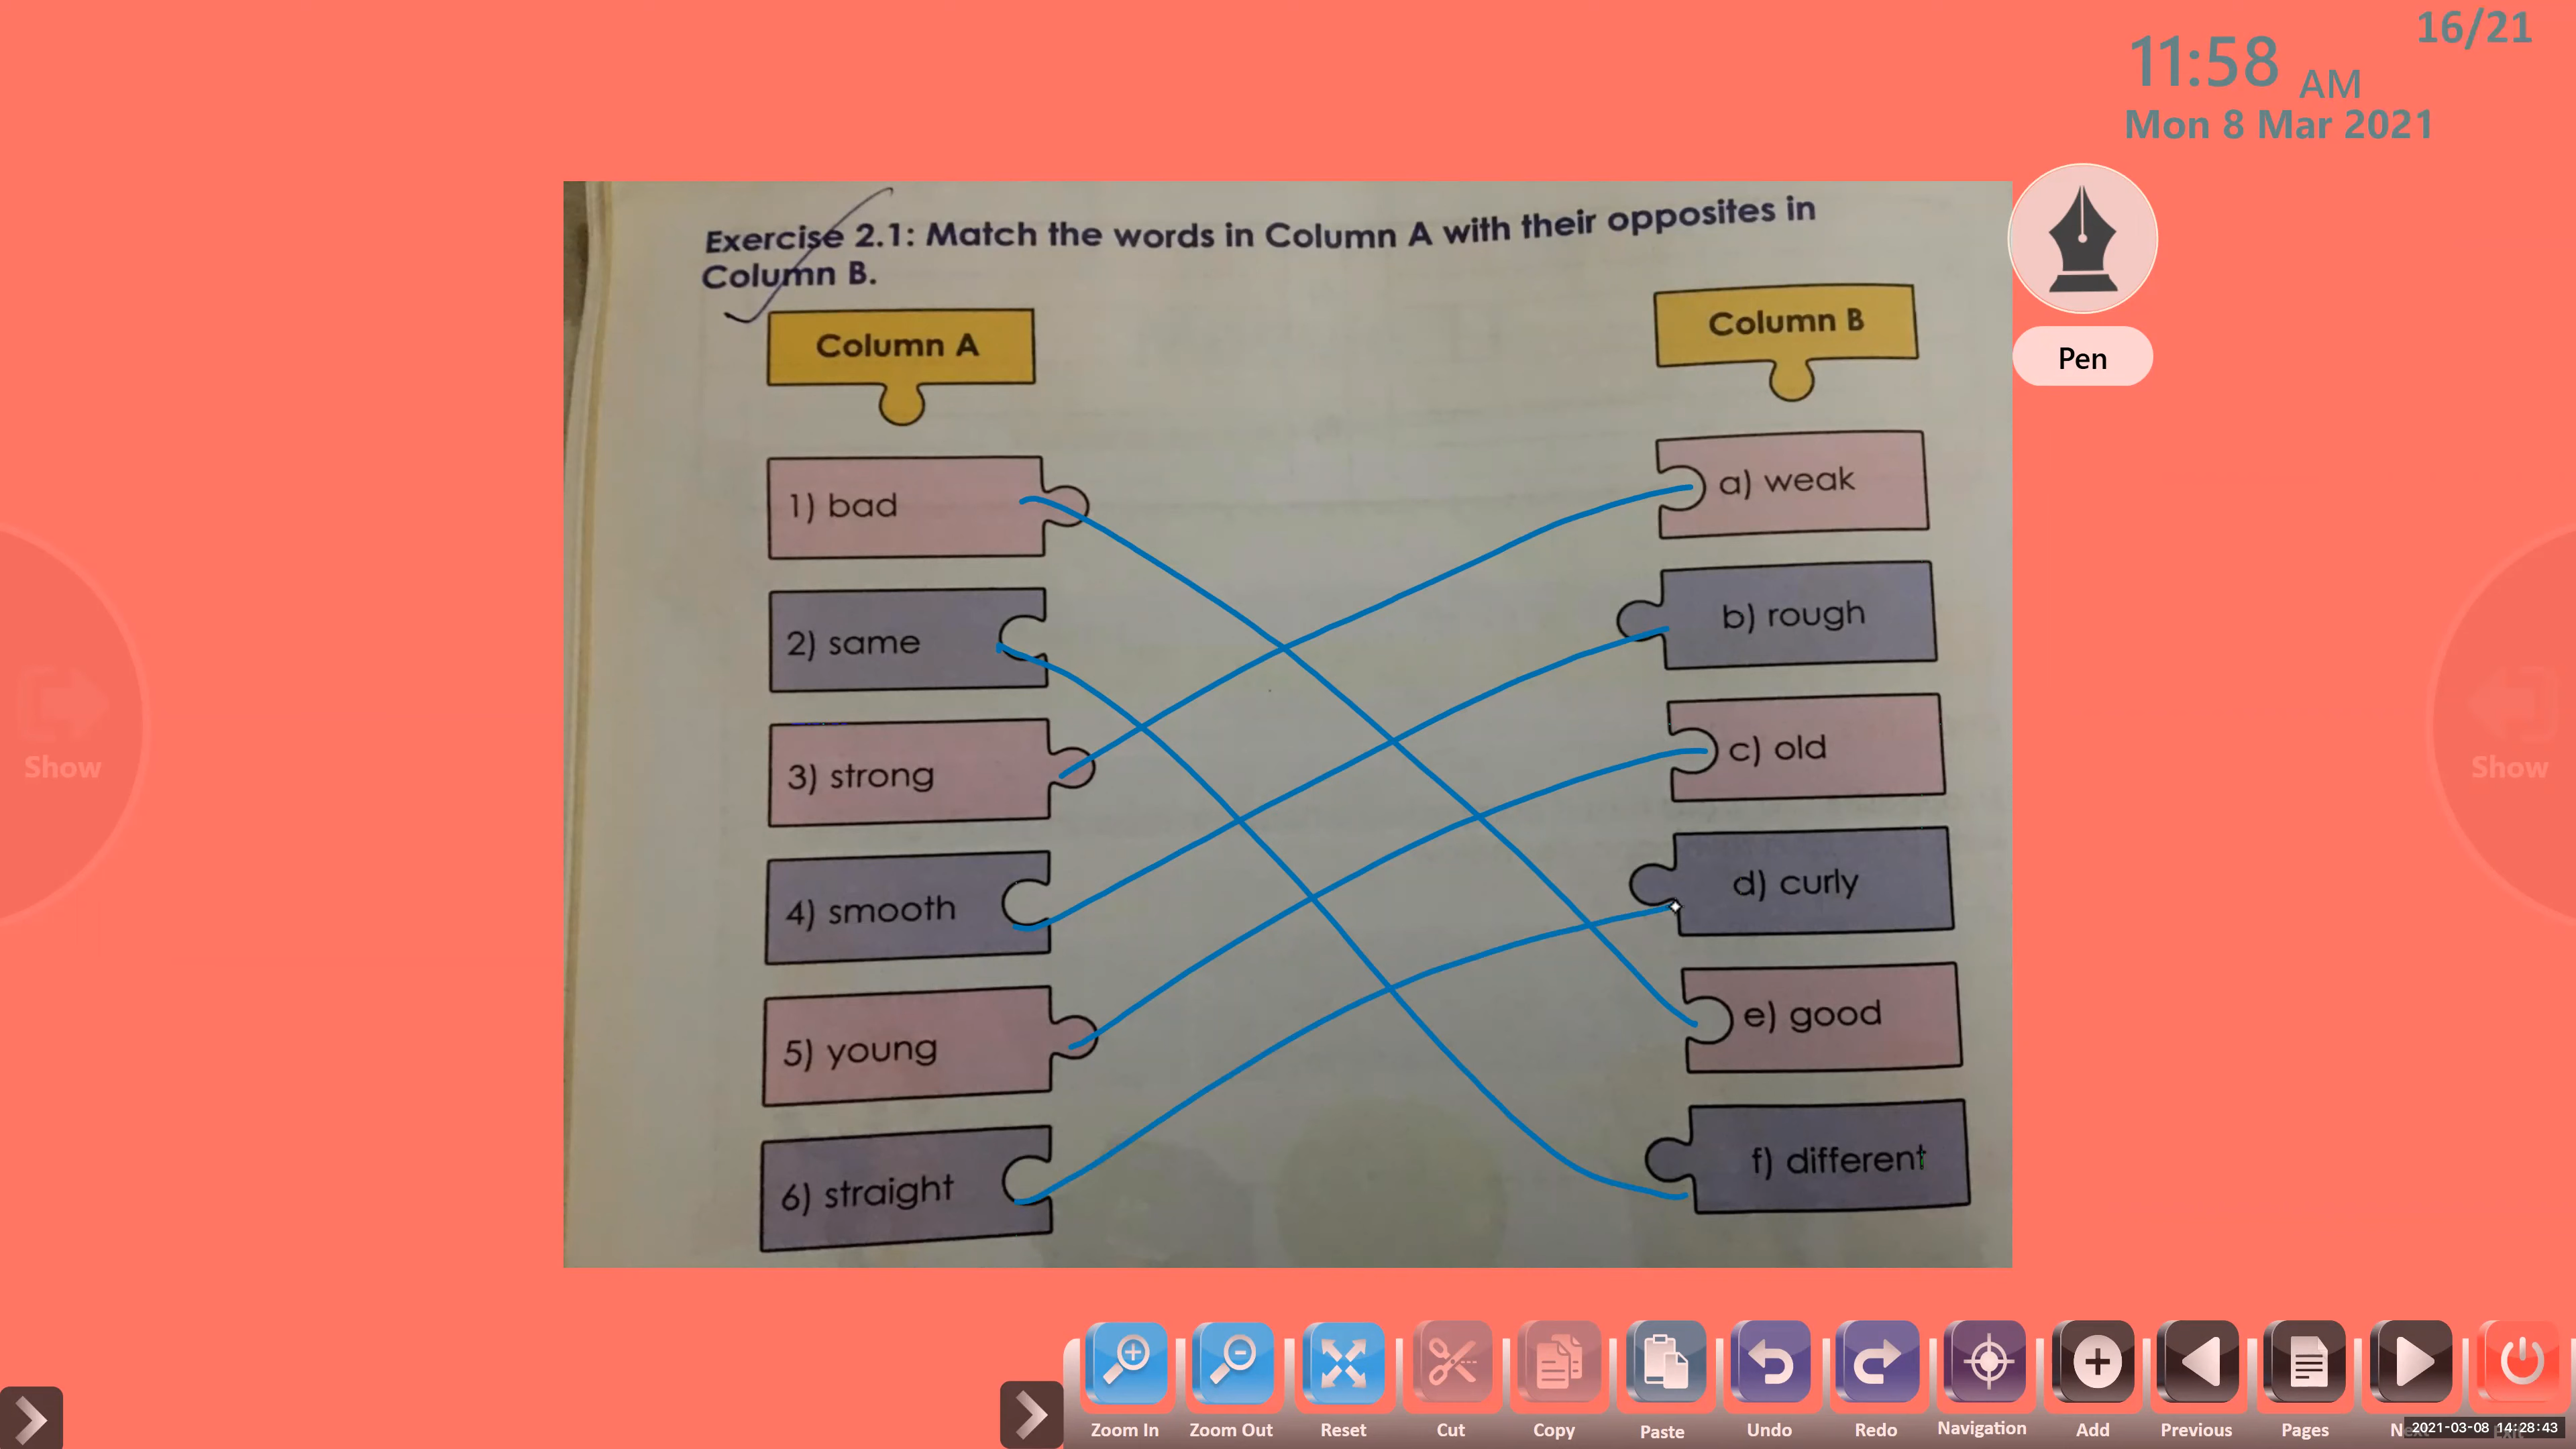 16/21
11:58 AM
Mon 8 Mar 2021
Pen
Exercise 2.1: Match the words in Column A with their opposites in
Column B.
Column A
Column B
1) bad
a) weak
2) same
b) rough
3) strong
c) old
4) smooth
d) curly
5) young
e) good
6) straight
f) different
Show
Show
Zoom In
Zoom Out
Reset
Cut
Copy
Paste
Undo
Redo
Navigation
Add
Previous
Pages
2021-03-08 14:28:43